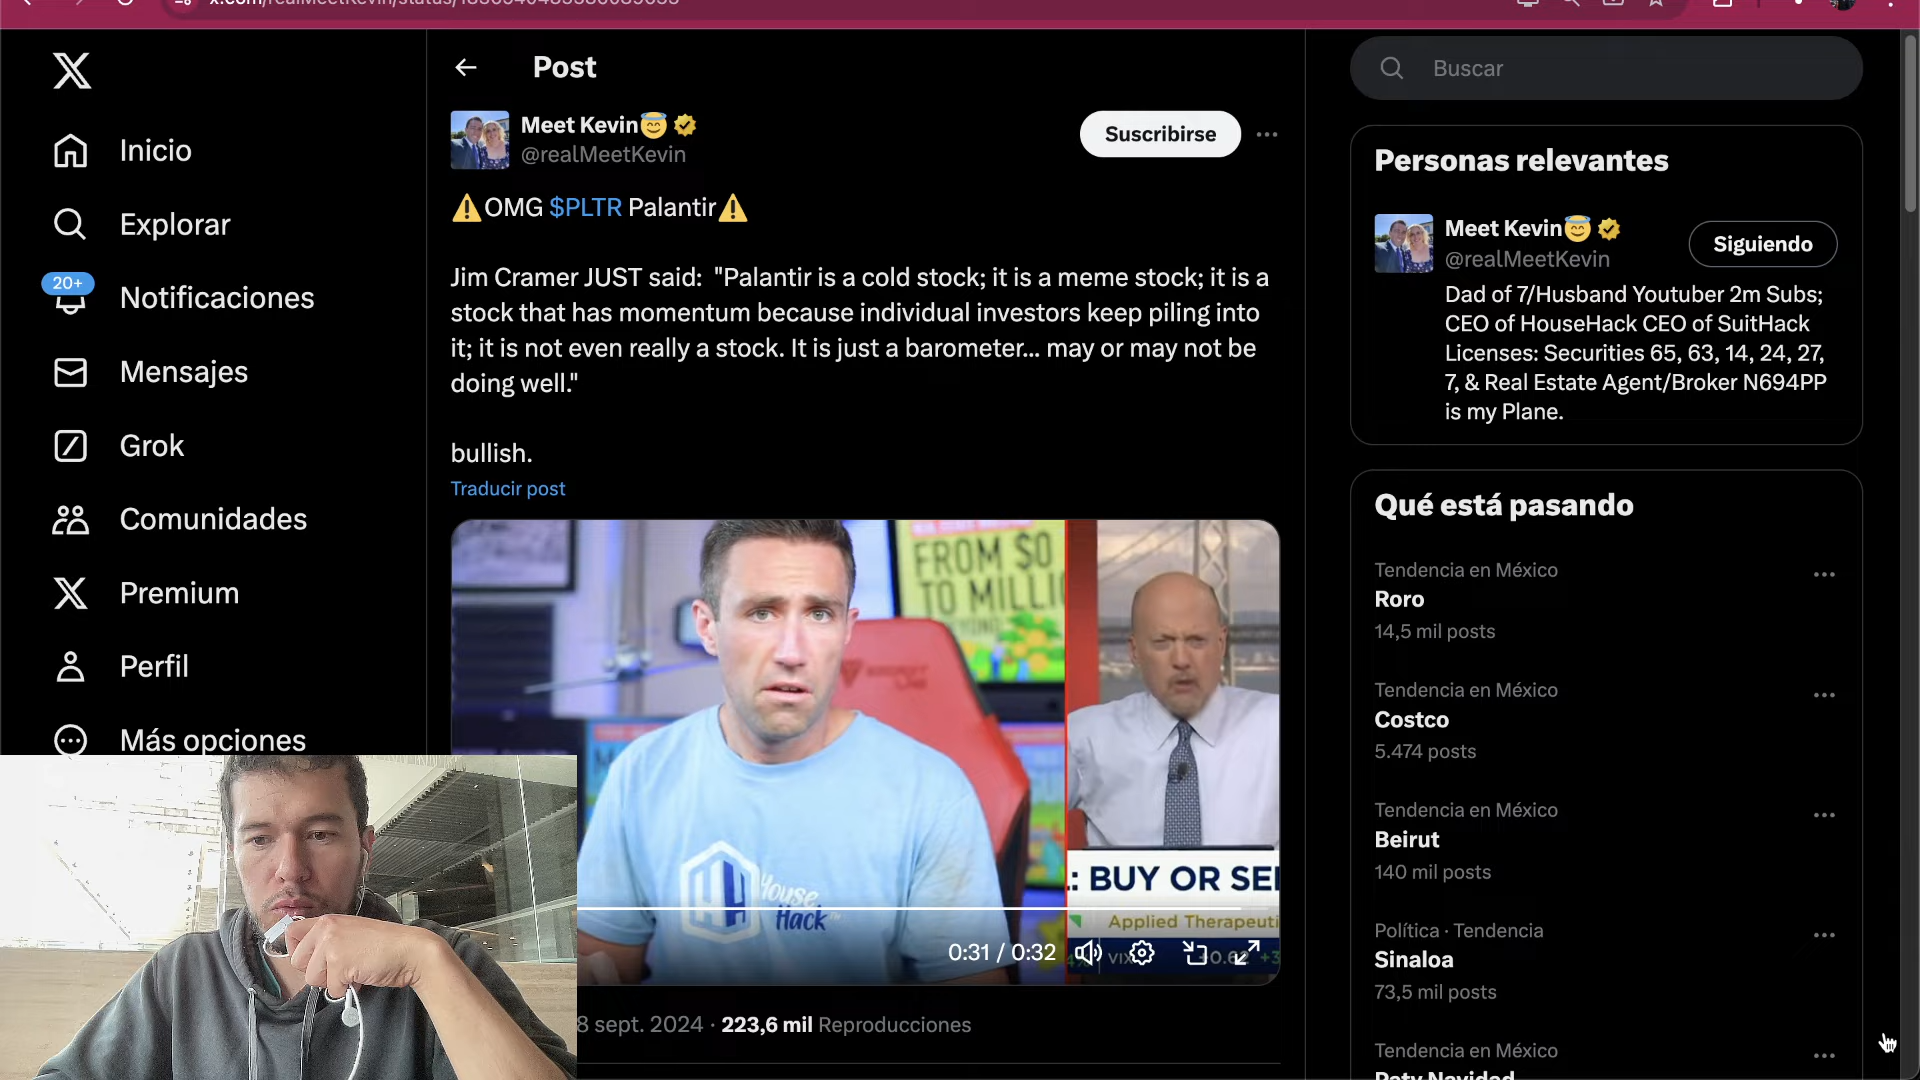 Post
Buscar
Meet Kevin
@realMeetKevin
Suscribirse
Inicio
Explorar
20+
Notificaciones
Mensajes
Grok
Comunidades
Premium
Perfil
Más opciones
⚠️OMG $PLTR Palantir⚠️
Jim Cramer JUST said: "Palantir is a cold stock; it is a meme stock; it is a
stock that has momentum because individual investors keep piling into
it; it is not even really a stock. It is just a barometer... may or may not be
doing well."
bullish.
Traducir post
FROM $0
TO MILLI
House
Hack
: BUY OR SEI
Applied Therapeuti
VIX
0:31 / 0:32
8 sept. 2024 · 223,6 mil Reproducciones
Personas relevantes
Meet Kevin
@realMeetKevin
Siguiendo
Dad of 7/Husband Youtuber 2m Subs;
CEO of HouseHack CEO of SuitHack
Licenses: Securities 65, 63, 14, 24, 27,
7, & Real Estate Agent/Broker N694PP
is my Plane.
Qué está pasando
Tendencia en México
Roro
14,5 mil posts
Tendencia en México
Costco
5.474 posts
Tendencia en México
Beirut
140 mil posts
Política · Tendencia
Sinaloa
73,5 mil posts
Tendencia en México
Paty Navidad